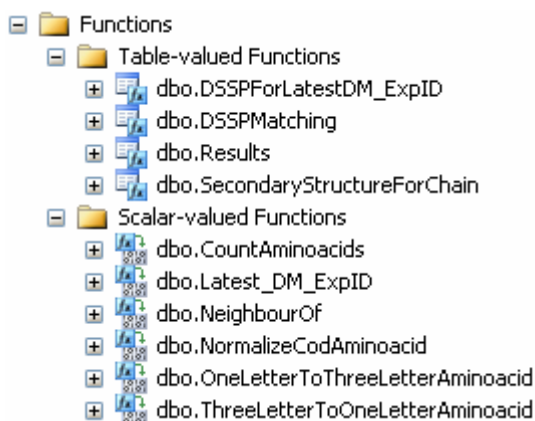 Functions
Table-valued Functions
dbo.DSSPForLatestDM_ExpID
dbo.DSSPMatching
dbo.Results
dbo.SecondaryStructureForChain
Scalar-valued Functions
dbo.CountAminoacids
dbo.Latest_DM_ExpID
dbo.NeighbourOf
dbo.NormalizeCodAminoacid
dbo.OneLetterToThreeLetterAminoacid
dbo.ThreeLetterToOneLetterAminoacid